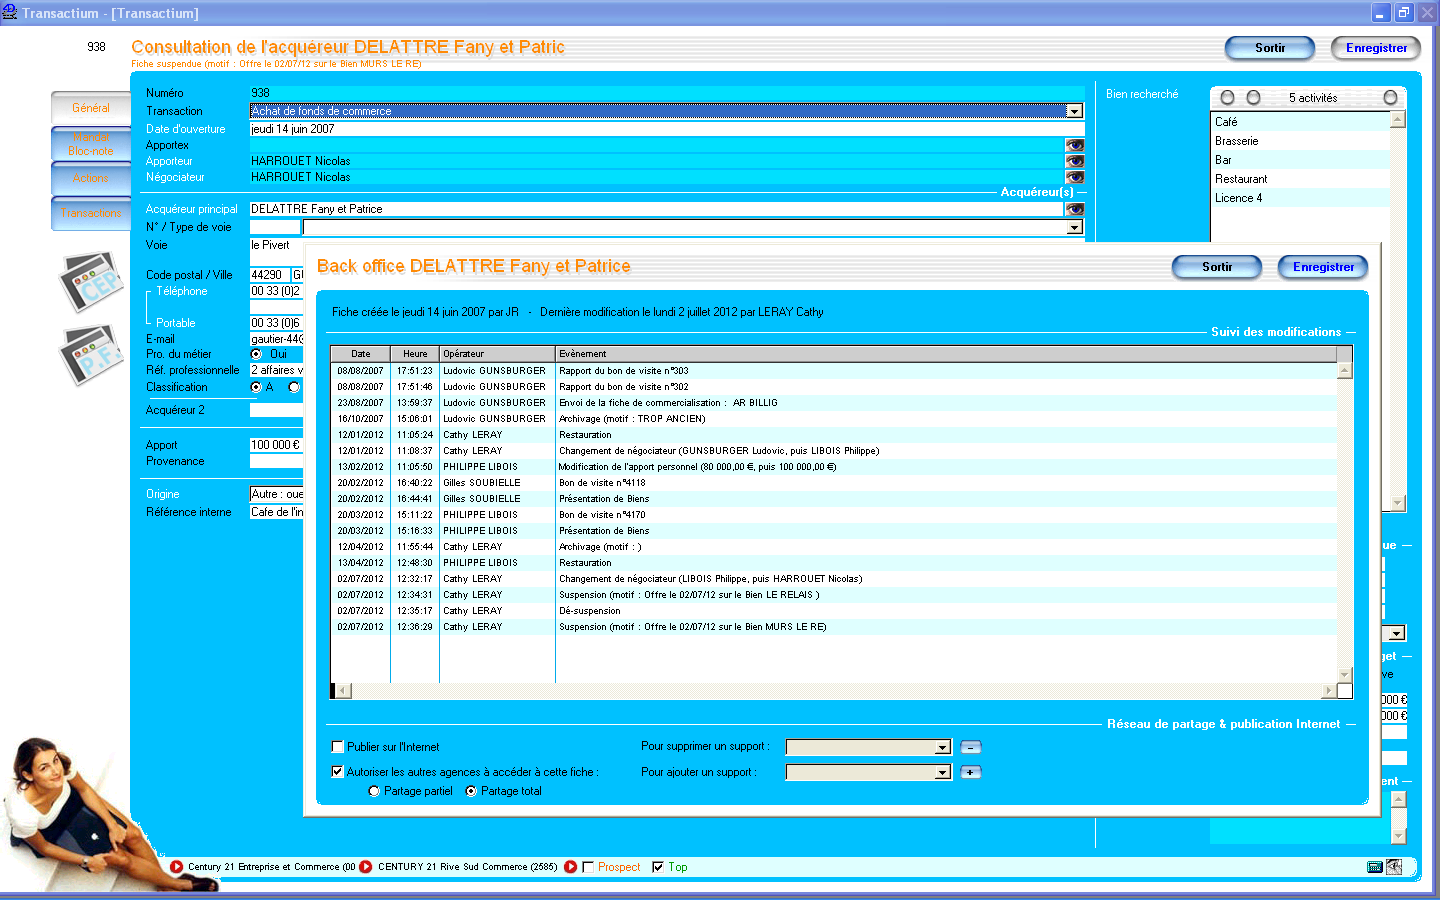 Transactium - [Transactium]
938
Consultation de l'acquéreur DELATTRE Fany et Patric
Fiche suspendue (motif : Offre le 02/07/12 sur le Bien MURS LE RE)
Sortir
Enregistrer
Général
Bloc-note
Actions
Transactions
CEP
P.F.
Numéro 938
Transaction Achat de fonds de commerce
Date d'ouverture jeudi 14 juin 2007
Apportex
Apporteur HARROUET Nicolas
Négociateur HARROUET Nicolas
Acquéreur(s)
Acquéreur principal DELATTRE Fany et Patrice
N° / Type de voie
Voie le Pivert
Code postal / Ville 44290
Téléphone 00 33 (0)2
Portable 00 33 (0)6
E-mail gautier-44@
Pro. du métier Oui
Réf. professionnelle 2 affaires v
Classification A
Acquéreur 2
Apport 100 000 €
Provenance
Origine Autre : oue
Référence interne Cafe de l'in
Bien recherché
5 activités
Café
Brasserie
Bar
Restaurant
Licence 4
ue
get
ve
000 €
000 €
ent
Back office DELATTRE Fany et Patrice
Sortir
Enregistrer
Fiche créée le jeudi 14 juin 2007 par JR - Dernière modification le lundi 2 juillet 2012 par LERAY Cathy
Suivi des modifications
Date Heure Opérateur Evènement
08/08/2007 17:51:23 Ludovic GUNSBURGER Rapport du bon de visite n°303
08/08/2007 17:51:46 Ludovic GUNSBURGER Rapport du bon de visite n°302
23/08/2007 13:59:37 Ludovic GUNSBURGER Envoi de la fiche de commercialisation : AR BILLIG
16/10/2007 15:06:01 Ludovic GUNSBURGER Archivage (motif : TROP ANCIEN)
12/01/2012 11:05:24 Cathy LERAY Restauration
12/01/2012 11:08:37 Cathy LERAY Changement de négociateur (GUNSBURGER Ludovic, puis LIBOIS Philippe)
13/02/2012 11:05:50 PHILIPPE LIBOIS Modification de l'apport personnel (80 000,00 €, puis 100 000,00 €)
20/02/2012 16:40:22 Gilles SOUBIELLE Bon de visite n°4118
20/02/2012 16:44:41 Gilles SOUBIELLE Présentation de Biens
20/03/2012 15:11:22 PHILIPPE LIBOIS Bon de visite n°4170
20/03/2012 15:16:33 PHILIPPE LIBOIS Présentation de Biens
12/04/2012 11:55:44 Cathy LERAY Archivage (motif : )
13/04/2012 12:48:30 PHILIPPE LIBOIS Restauration
02/07/2012 12:32:17 Cathy LERAY Changement de négociateur (LIBOIS Philippe, puis HARROUET Nicolas)
02/07/2012 12:34:31 Cathy LERAY Suspension (motif : Offre le 02/07/12 sur le Bien LE RELAIS )
02/07/2012 12:35:17 Cathy LERAY Dé-suspension
02/07/2012 12:36:29 Cathy LERAY Suspension (motif : Offre le 02/07/12 sur le Bien MURS LE RE)
Réseau de partage & publication Internet
Publier sur l'Internet
Pour supprimer un support :
Autoriser les autres agences à accéder à cette fiche :
Pour ajouter un support :
Partage partiel
Partage total
Century 21 Entreprise et Commerce (00
CENTURY 21 Rive Sud Commerce (2585)
Prospect
Top